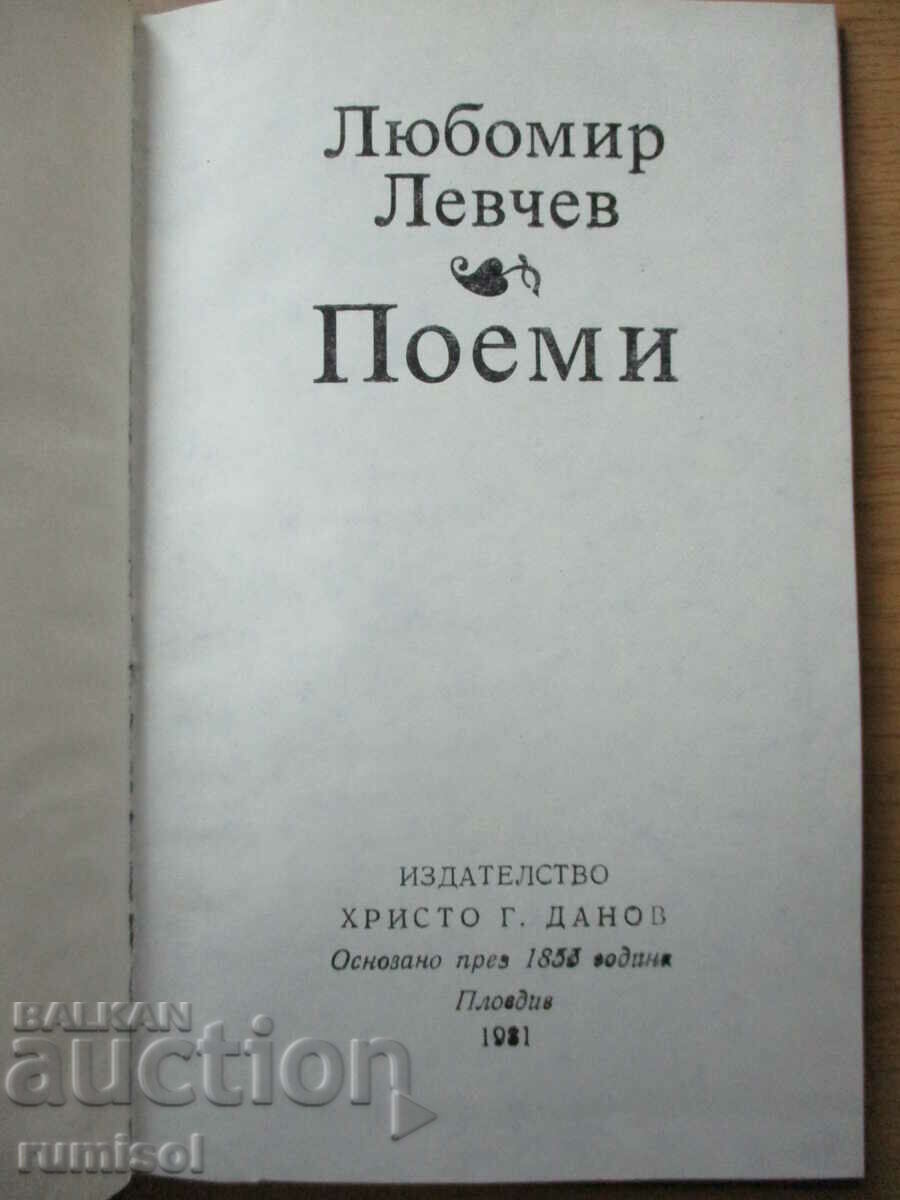 Любомир
Левчев
Поеми
ИЗДАТЕЛСТВО
ХРИСТО Г. ДАНОВ
Основано през 1855 година
Пловдив
1981
BALKAN
auction
rumisol